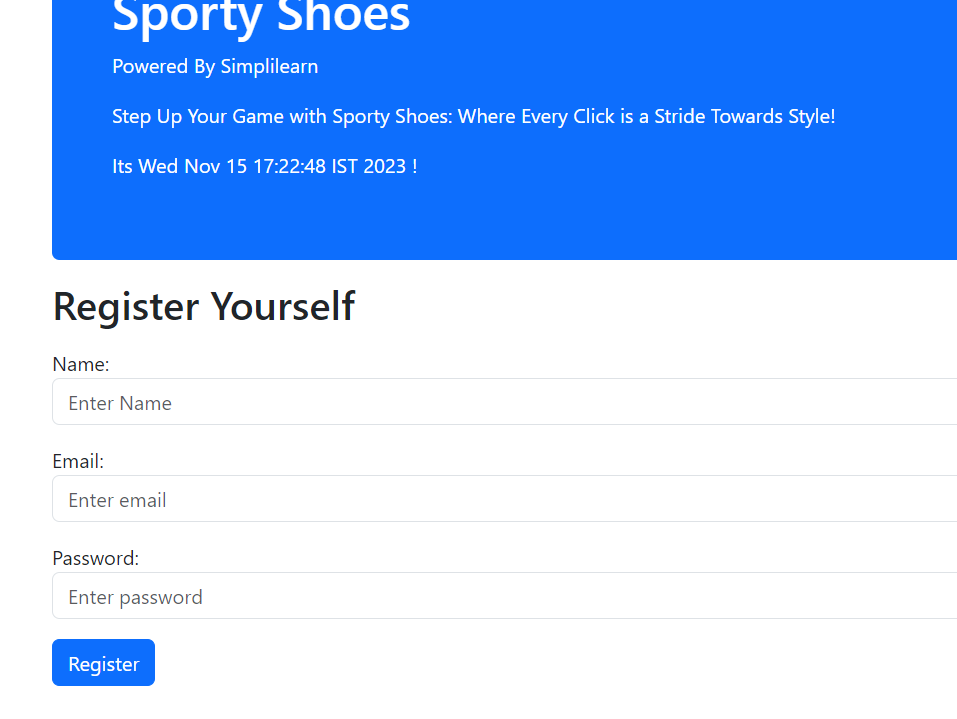 Sporty Shoes
Powered By Simplilearn
Step Up Your Game with Sporty Shoes: Where Every Click is a Stride Towards Style!
Its Wed Nov 15 17:22:48 IST 2023 !
Register Yourself
Name:
Enter Name
Email:
Enter email
Password:
Enter password
Register